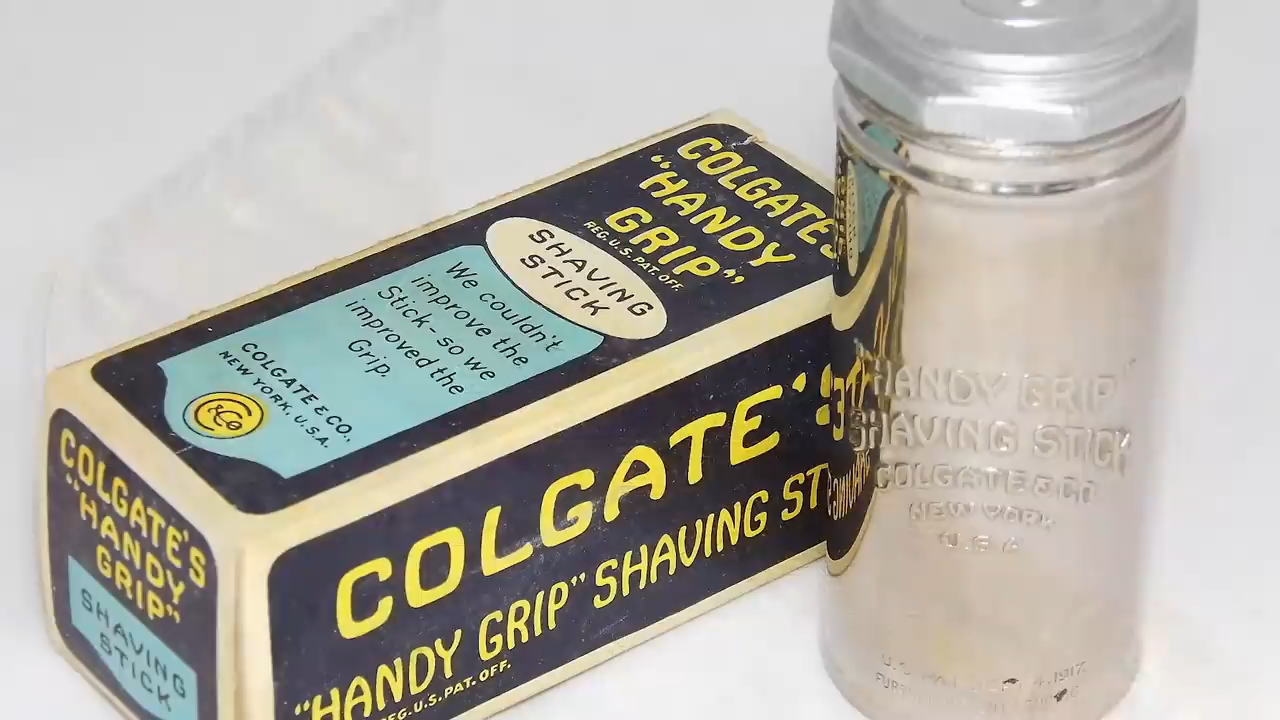 COLGATE'S
"HANDY
GRIP"
REG. U.S. PAT. OFF.
SHAVING
STICK
We couldn't
improve the
Stick-so we
improved the
Grip.
COLGATE & CO.,
NEW YORK, U.S.A.
C&Co
COLGATE'S
"HANDY
GRIP"
SHAVING
STICK
COLGATE'
"HANDY GRIP" SHAVING ST
REG. U.S. PAT. OFF.
"HANDY GRIP"
SHAVING STICK
COLGATE & CO
NEW YORK
U.S.A